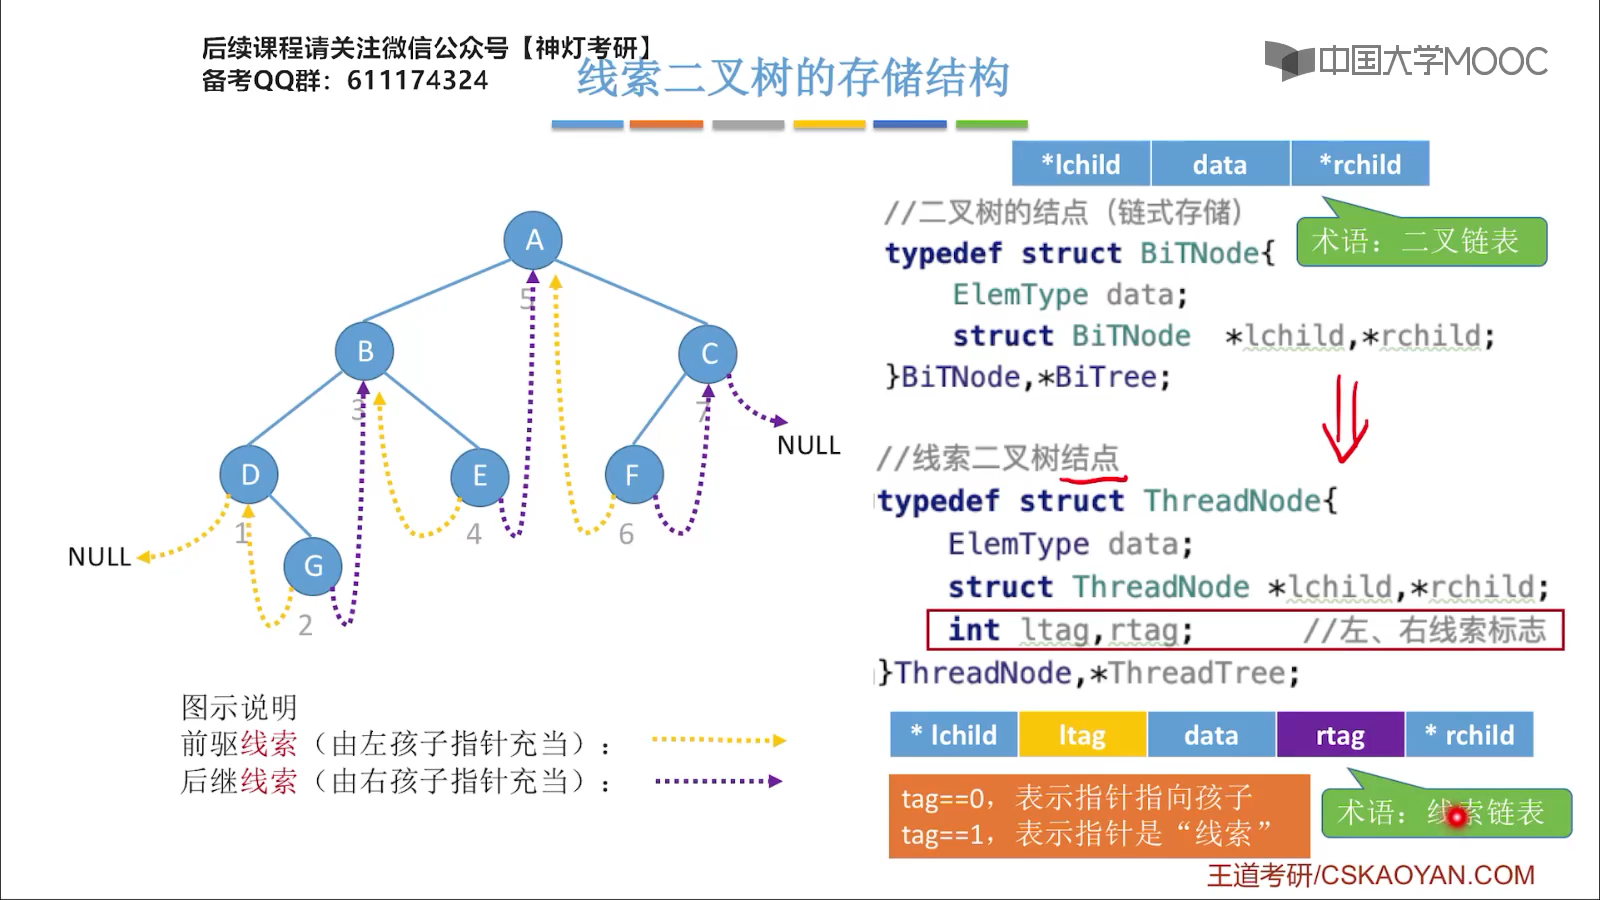 后续课程请关注微信公众号【神灯考研】
备考QQ群：611174324
线索二叉树的存储结构
中国大学MOOC
*lchild data *rchild
//二叉树的结点（链式存储）
术语：二叉链表
typedef struct BiTNode{
ElemType data;
struct BiTNode *lchild,*rchild;
}BiTNode,*BiTree;
//线索二叉树结点
typedef struct ThreadNode{
ElemType data;
struct ThreadNode *lchild,*rchild;
int ltag,rtag; //左、右线索标志
}ThreadNode,*ThreadTree;
* lchild ltag data rtag * rchild
tag==0，表示指针指向孩子
tag==1，表示指针是“线索”
术语：线索链表
王道考研/CSKAOYAN.COM
A
5
B
C
3
7
NULL
D
E
F
1
4
6
NULL
G
2
图示说明
前驱线索（由左孩子指针充当）：
后继线索（由右孩子指针充当）：